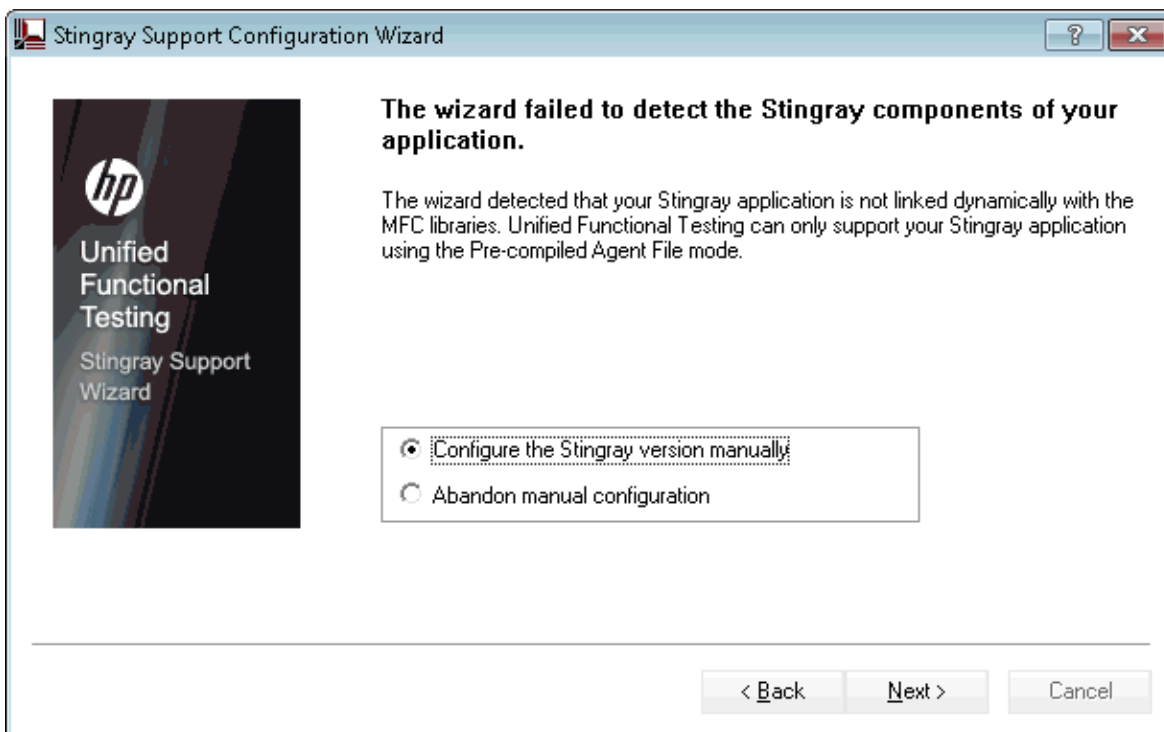 Stingray Support Configuration Wizard
?
The wizard failed to detect the Stingray components of your
application.
The wizard detected that your Stingray application is not linked dynamically with the
MFC libraries. Unified Functional Testing can only support your Stingray application
using the Pre-compiled Agent File mode.
hp
Unified
Functional
Testing
Stingray Support
Wizard
Configure the Stingray version manually
Abandon manual configuration
< Back
Next >
Cancel